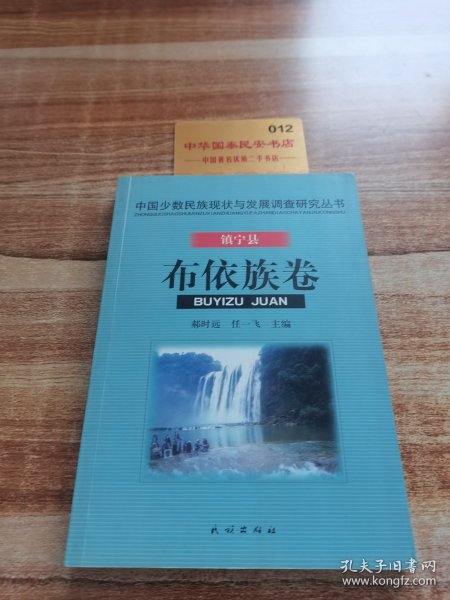 012
中华国泰民安书店
中国著名优质二手书店
中国少数民族现状与发展调查研究丛书
ZHONGGUOSHAOSHUMINZUXIANZHUANGYUFAZHANDIAOCHAYANJIUCONGSHU
镇宁县
布依族卷
BUYIZU JUAN
郝时远 任一飞 主编
民族出版社
孔夫子旧书网
www.kongfz.com